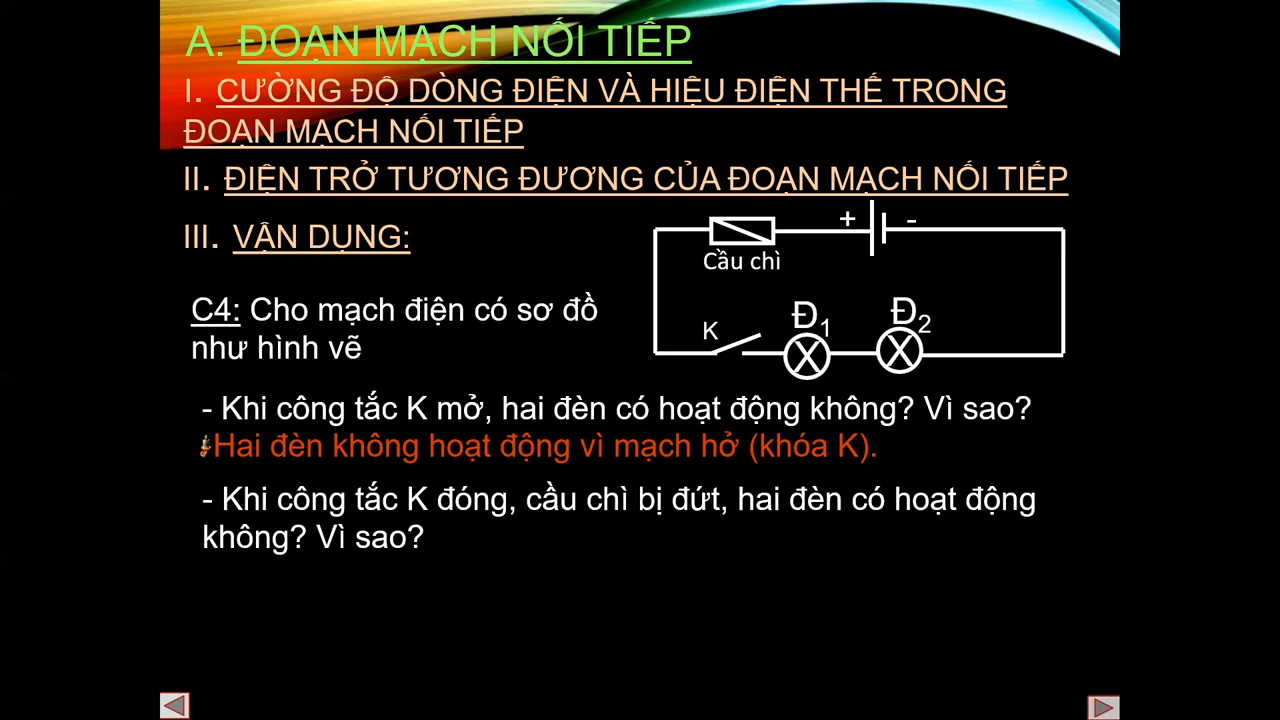 A. ĐOẠN MẠCH NỐI TIẾP
I. CƯỜNG ĐỘ DÒNG ĐIỆN VÀ HIỆU ĐIỆN THẾ TRONG
ĐOẠN MẠCH NỐI TIẾP
II. ĐIỆN TRỞ TƯƠNG ĐƯƠNG CỦA ĐOẠN MẠCH NỐI TIẾP
III. VẬN DỤNG:
+ -
Cầu chì
C4: Cho mạch điện có sơ đồ
như hình vẽ
K Đ1 Đ2
- Khi công tắc K mở, hai đèn có hoạt động không? Vì sao?
Hai đèn không hoạt động vì mạch hở (khóa K).
- Khi công tắc K đóng, cầu chì bị đứt, hai đèn có hoạt động
không? Vì sao?